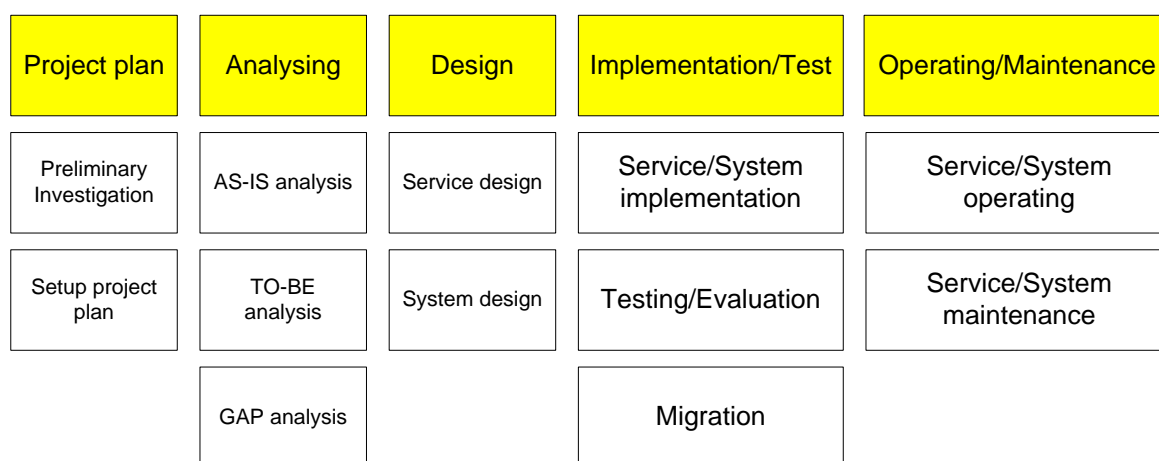 Project plan
Analysing
Design
Implementation/Test
Operating/Maintenance
Preliminary
Investigation
AS-IS analysis
Service design
Service/System
implementation
Service/System
operating
Setup project
plan
TO-BE
analysis
System design
Testing/Evaluation
Service/System
maintenance
GAP analysis
Migration